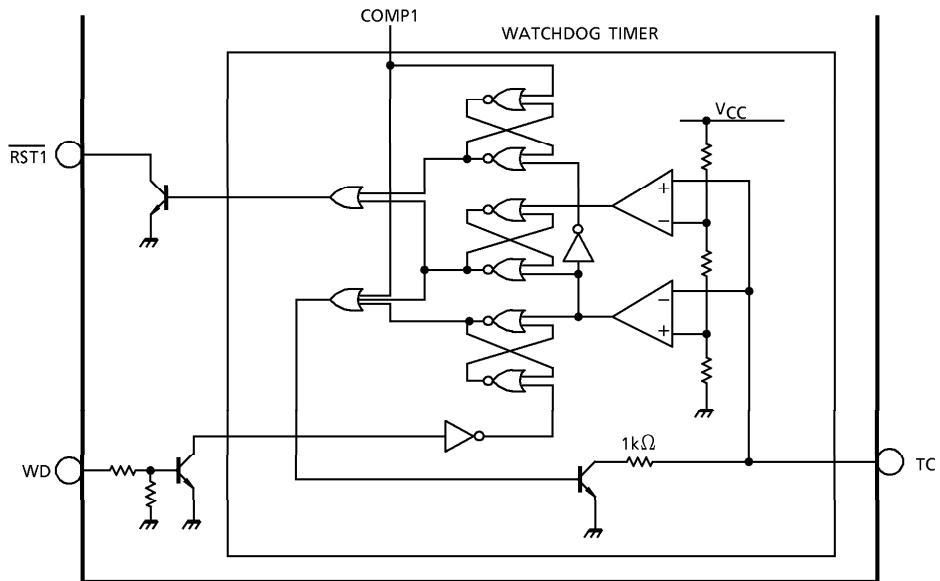 COMP1
WATCHDOG TIMER
VCC
RST1
+
−
−
+
1kΩ
WD
TC